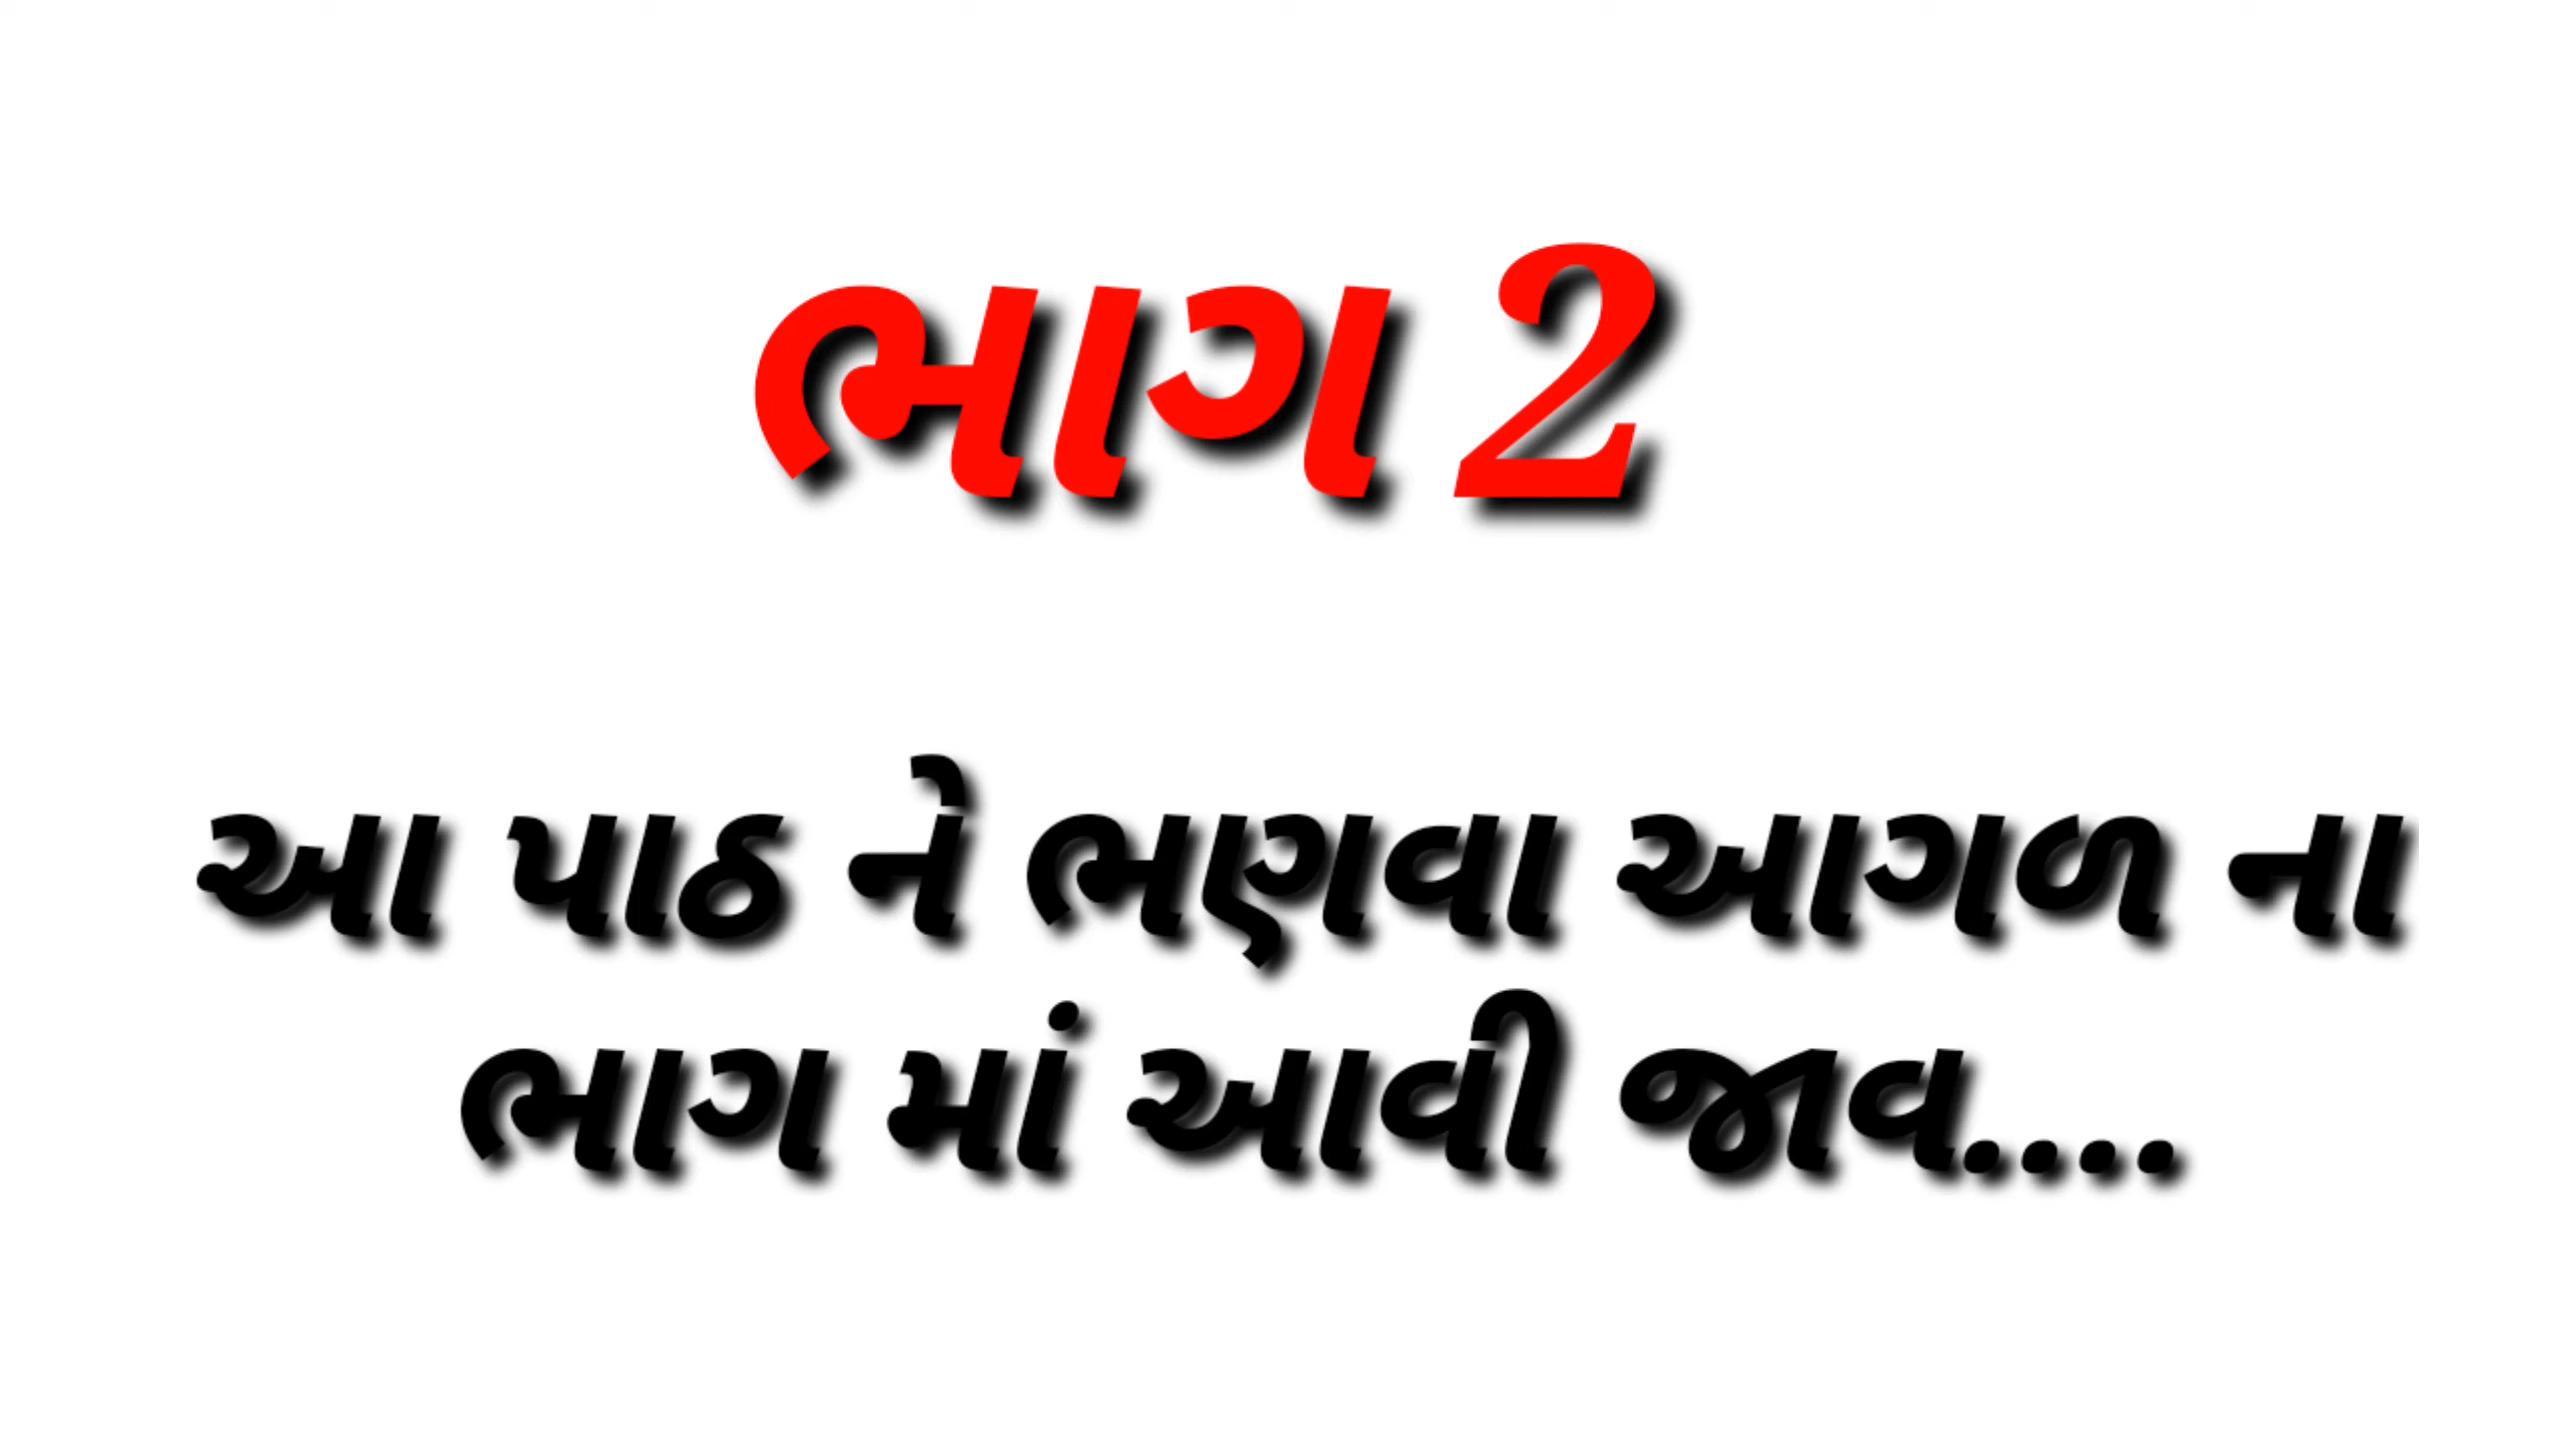 ભાગ 2
આ પાઠ ને ભણવા આગળ ના
ભાગ માં આવી જાવ....